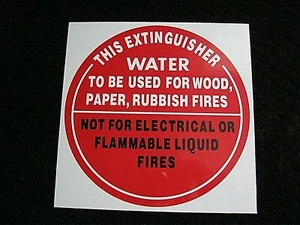 THIS EXTINGUISHER
WATER
TO BE USED FOR WOOD,
PAPER, RUBBISH FIRES
NOT FOR ELECTRICAL OR
FLAMMABLE LIQUID
FIRES